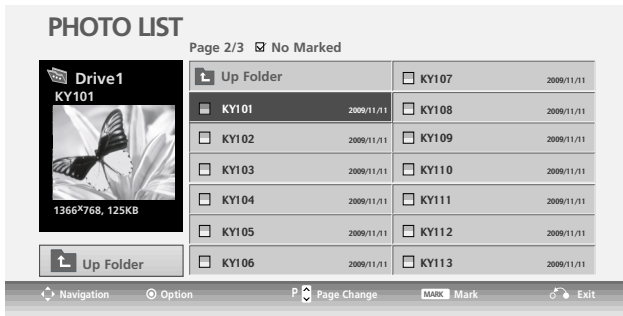 PHOTO LIST
Page 2/3 No Marked
Drive1
KY101
1366x768, 125KB
Up Folder
Up Folder
KY101 2009/11/11
KY102 2009/11/11
KY103 2009/11/11
KY104 2009/11/11
KY105 2009/11/11
KY106 2009/11/11
KY107 2009/11/11
KY108 2009/11/11
KY109 2009/11/11
KY110 2009/11/11
KY111 2009/11/11
KY112 2009/11/11
KY113 2009/11/11
Navigation Option P Page Change MARK Mark Exit